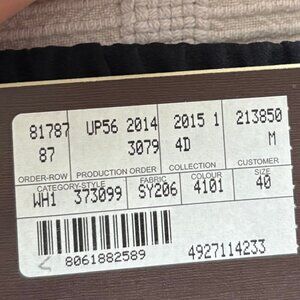 81787 UP56 2014 2015 1 213850
87 3079 4D M
ORDER-ROW PRODUCTION ORDER COLLECTION CUSTOMER
CATEGORY-STYLE FABRIC COLOUR SIZE
WH1 373099 SY206 4101 40
8061882589 4927114233